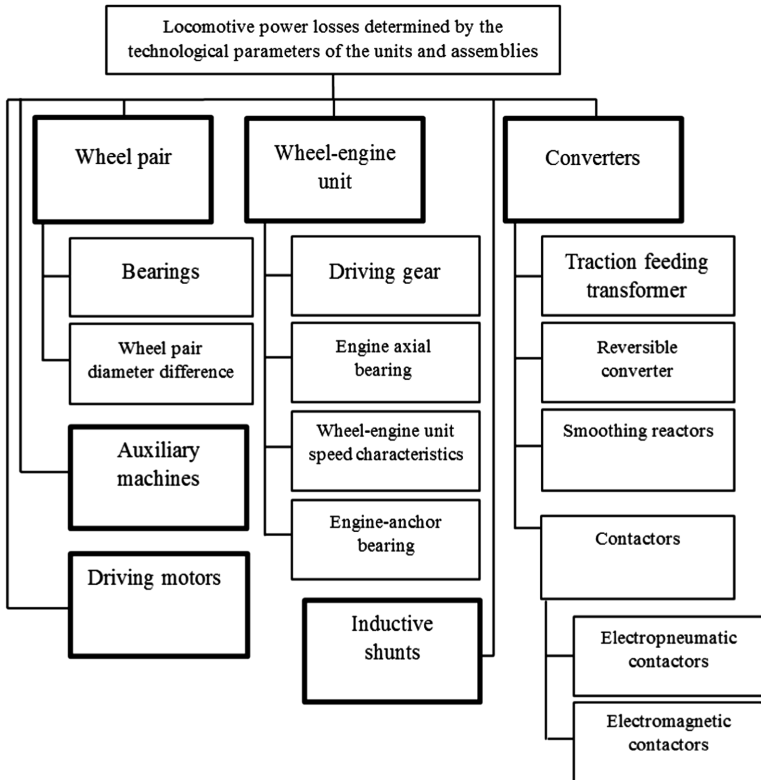 Locomotive power losses determined by the
technological parameters of the units and assemblies
Wheel pair
Bearings
Wheel pair
diameter difference
Auxiliary
machines
Driving motors
Wheel-engine
unit
Driving gear
Engine axial
bearing
Wheel-engine unit
speed characteristics
Engine-anchor
bearing
Inductive
shunts
Converters
Traction feeding
transformer
Reversible
converter
Smoothing reactors
Contactors
Electropneumatic
contactors
Electromagnetic
contactors